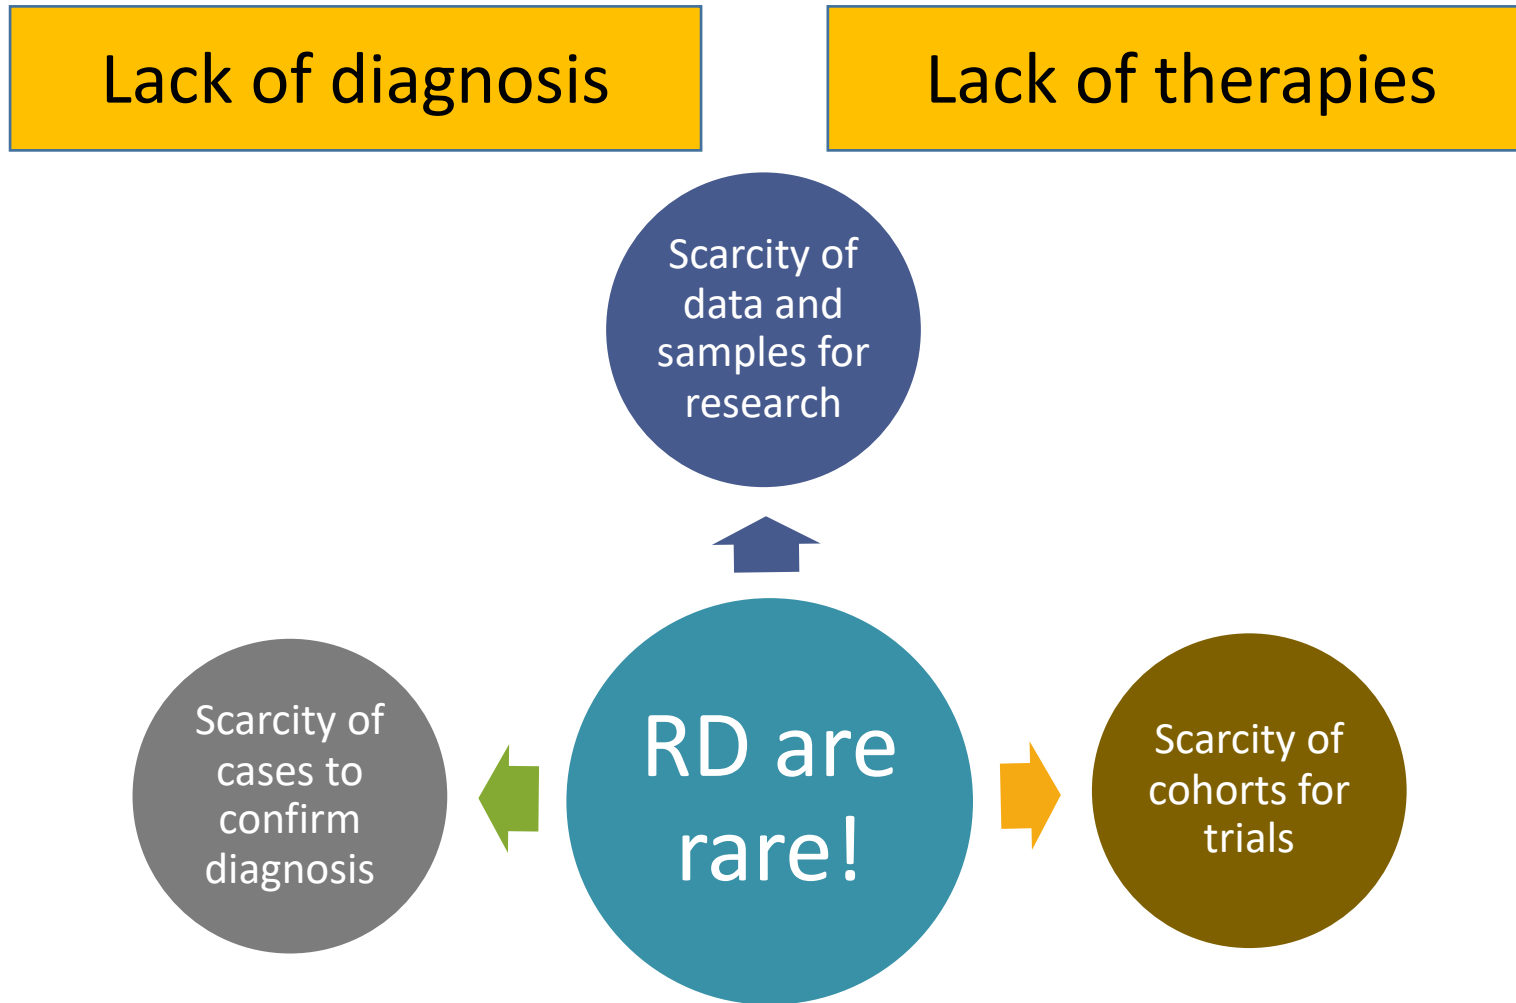 Lack of diagnosis
Lack of therapies
Scarcity of
data and
samples for
research
Scarcity of
cases to
confirm
diagnosis
RD are
rare!
Scarcity of
cohorts for
trials